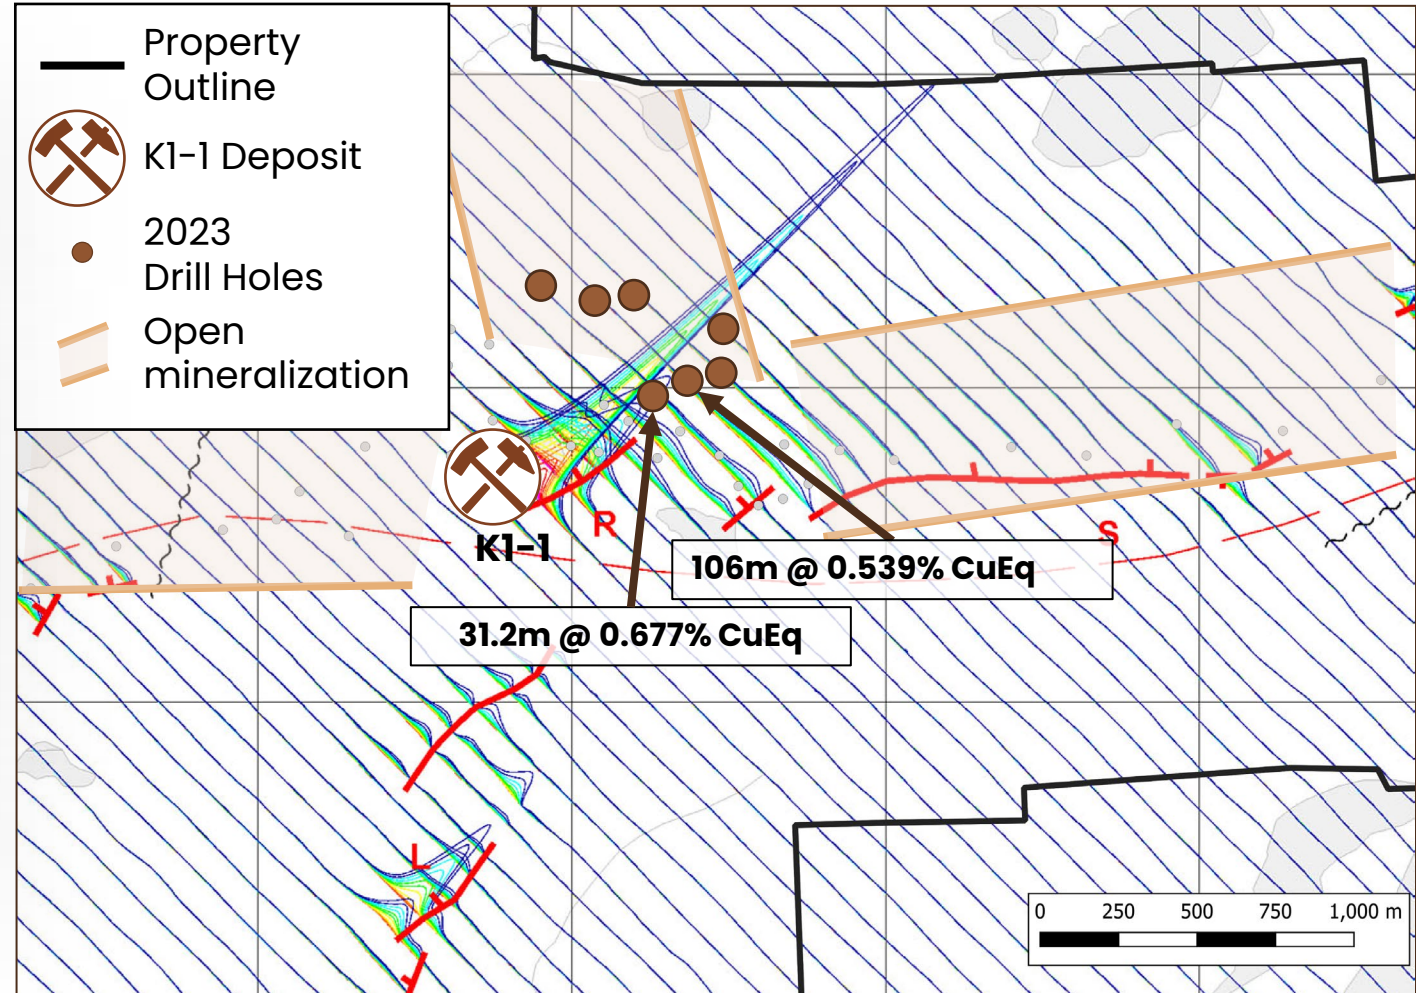 Property
Outline
K1-1 Deposit
2023
Drill Holes
Open
mineralization
K1-1
R
S
106m @ 0.539% CuEq
31.2m @ 0.677% CuEq
L
0 250 500 750 1,000 m